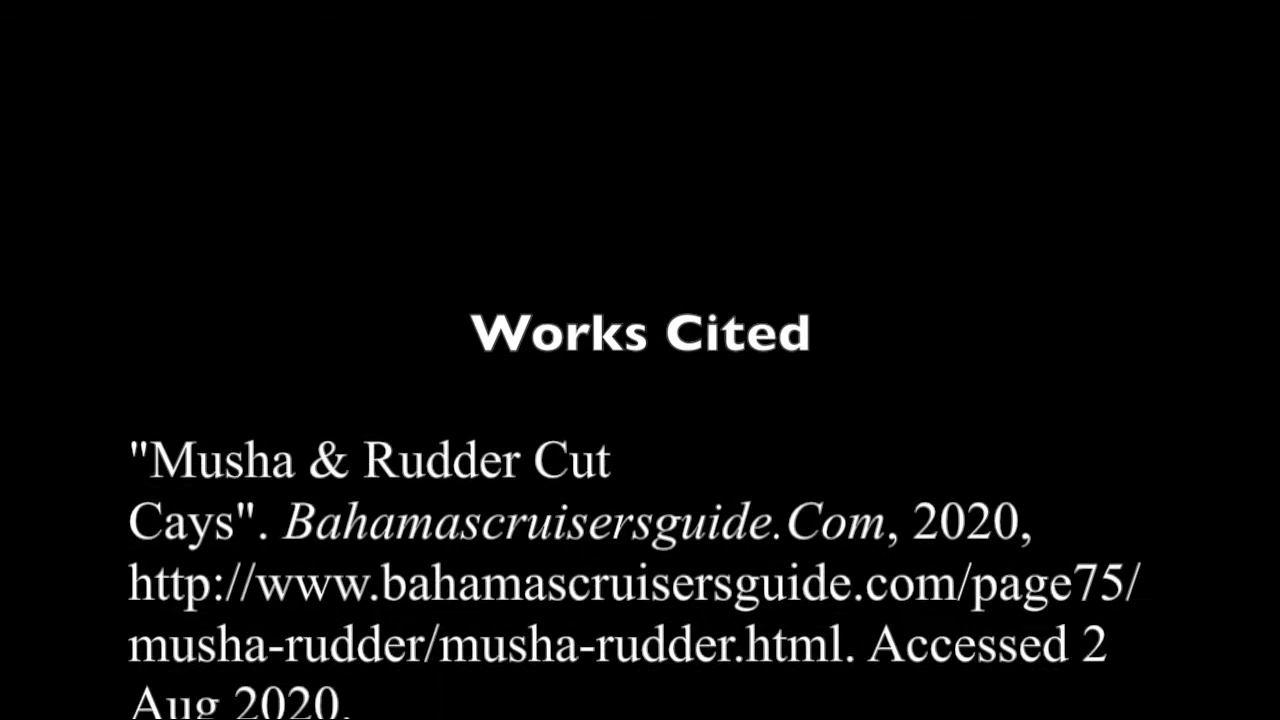 Works Cited
"Musha & Rudder Cut
Cays". Bahamascruisersguide.Com, 2020,
http://www.bahamascruisersguide.com/page75/
musha-rudder/musha-rudder.html. Accessed 2
Aug 2020.